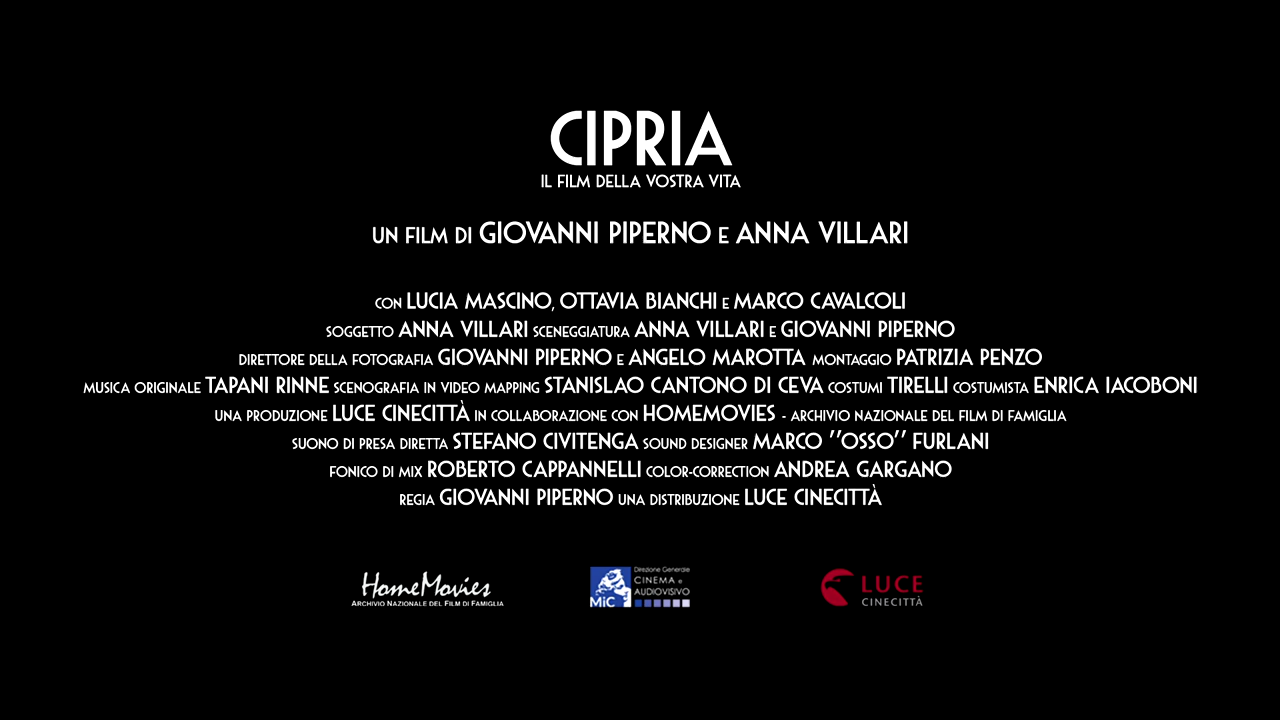 CIPRIA
IL FILM DELLA VOSTRA VITA
UN FILM DI GIOVANNI PIPERNO E ANNA VILLARI
CON LUCIA MASCINO, OTTAVIA BIANCHI E MARCO CAVALCOLI
SOGGETTO ANNA VILLARI SCENEGGIATURA ANNA VILLARI E GIOVANNI PIPERNO
DIRETTORE DELLA FOTOGRAFIA GIOVANNI PIPERNO E ANGELO MAROTTA MONTAGGIO PATRIZIA PENZO
MUSICA ORIGINALE TAPANI RINNE SCENOGRAFIA IN VIDEO MAPPING STANISLAO CANTONO DI CEVA COSTUMI TIRELLI COSTUMISTA ENRICA IACOBONI
UNA PRODUZIONE LUCE CINECITTÀ IN COLLABORAZIONE CON HOMEMOVIES - ARCHIVIO NAZIONALE DEL FILM DI FAMIGLIA
SUONO DI PRESA DIRETTA STEFANO CIVITENGA SOUND DESIGNER MARCO ''OSSO'' FURLANI
FONICO DI MIX ROBERTO CAPPANNELLI COLOR-CORRECTION ANDREA GARGANO
REGIA GIOVANNI PIPERNO UNA DISTRIBUZIONE LUCE CINECITTÀ
HomeMovies
ARCHIVIO NAZIONALE DEL FILM DI FAMIGLIA
MiC
Direzione Generale
CINEMA e
AUDIOVISIVO
LUCE
CINECITTÀ